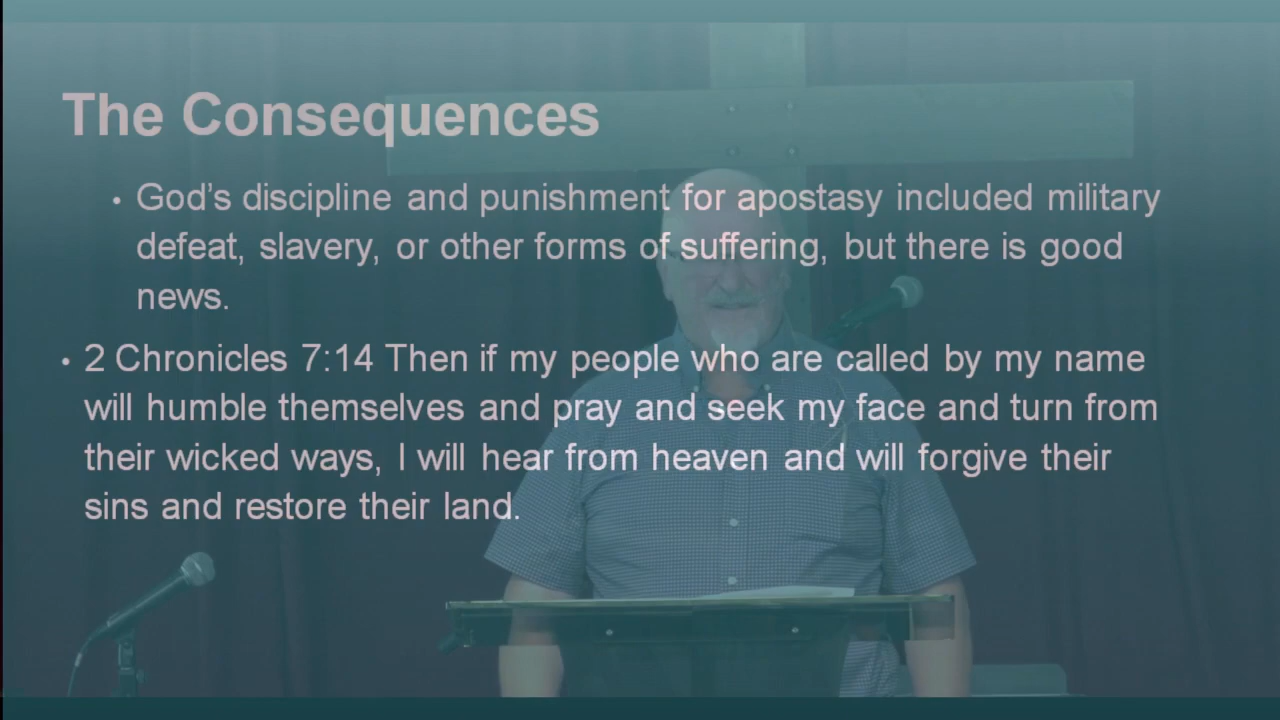 The Consequences
• God’s discipline and punishment for apostasy included military
defeat, slavery, or other forms of suffering, but there is good
news.
• 2 Chronicles 7:14 Then if my people who are called by my name
will humble themselves and pray and seek my face and turn from
their wicked ways, I will hear from heaven and will forgive their
sins and restore their land.